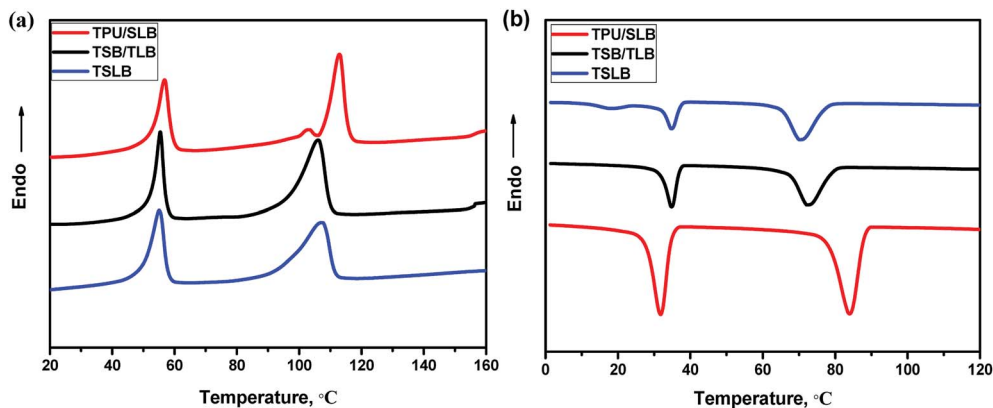 (a)
TPU/SLB
TSB/TLB
TSLB
Endo
20 40 60 80 100 120 140 160
Temperature, °C
(b)
TPU/SLB
TSB/TLB
TSLB
Endo
0 20 40 60 80 100 120
Temperature, °C